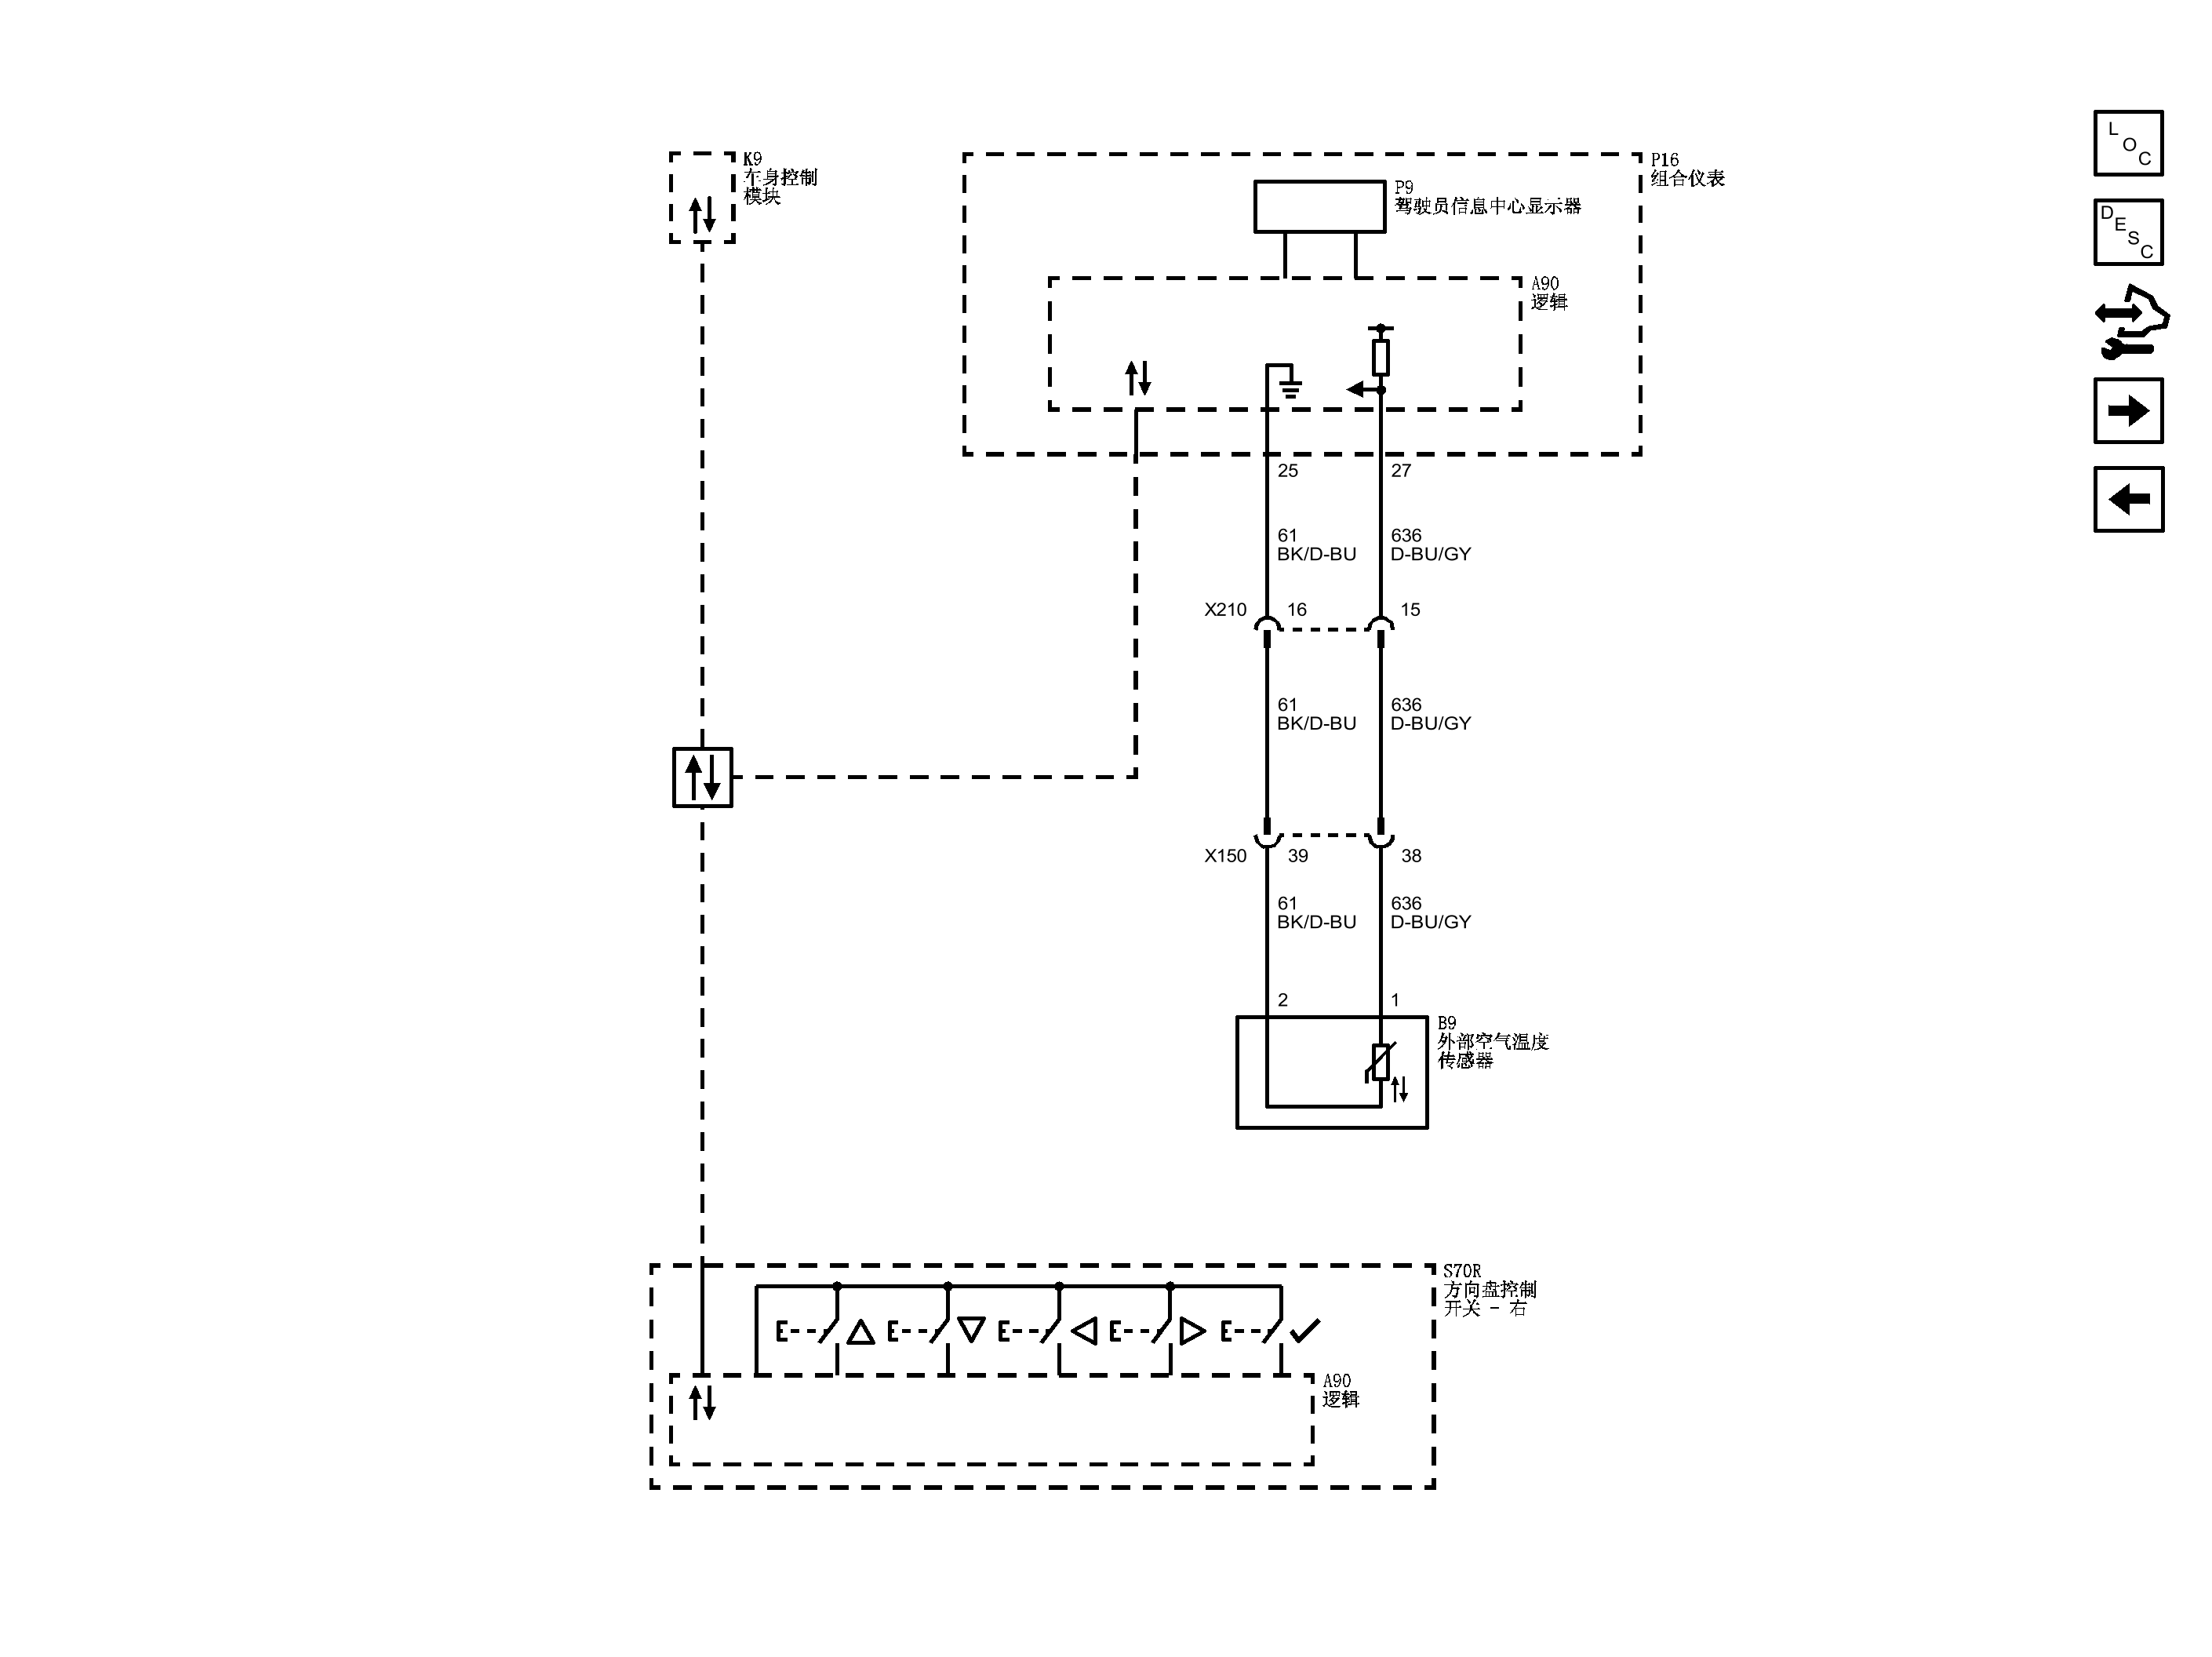 K9
车身控制
模块
P16
组合仪表
P9
驾驶员信息中心显示器
A90
逻辑
25
27
61
BK/D-BU
636
D-BU/GY
X210
16
15
61
BK/D-BU
636
D-BU/GY
X150
39
38
61
BK/D-BU
636
D-BU/GY
2
1
B9
外部空气温度
传感器
S70R
方向盘控制
开关 - 右
A90
逻辑
LOC
DESC